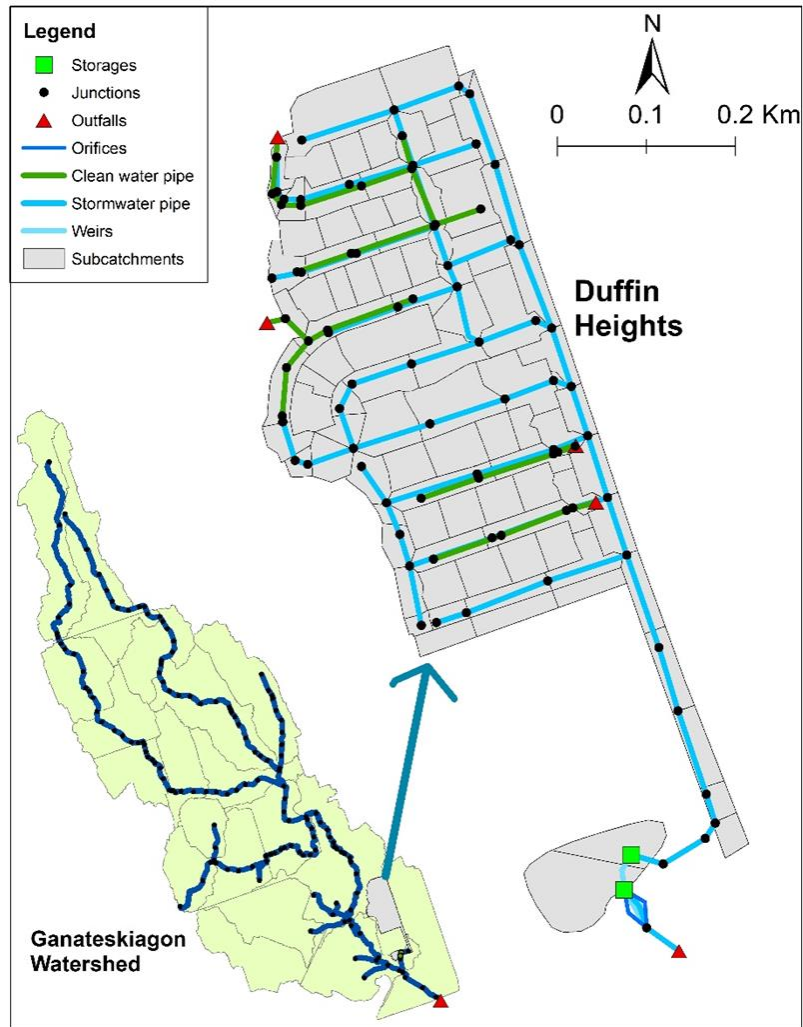 Legend
Storages
Junctions
Outfalls
Orifices
Clean water pipe
Stormwater pipe
Weirs
Subcatchments
N
0 0.1 0.2 Km
Duffin
Heights
Ganateskiagon
Watershed